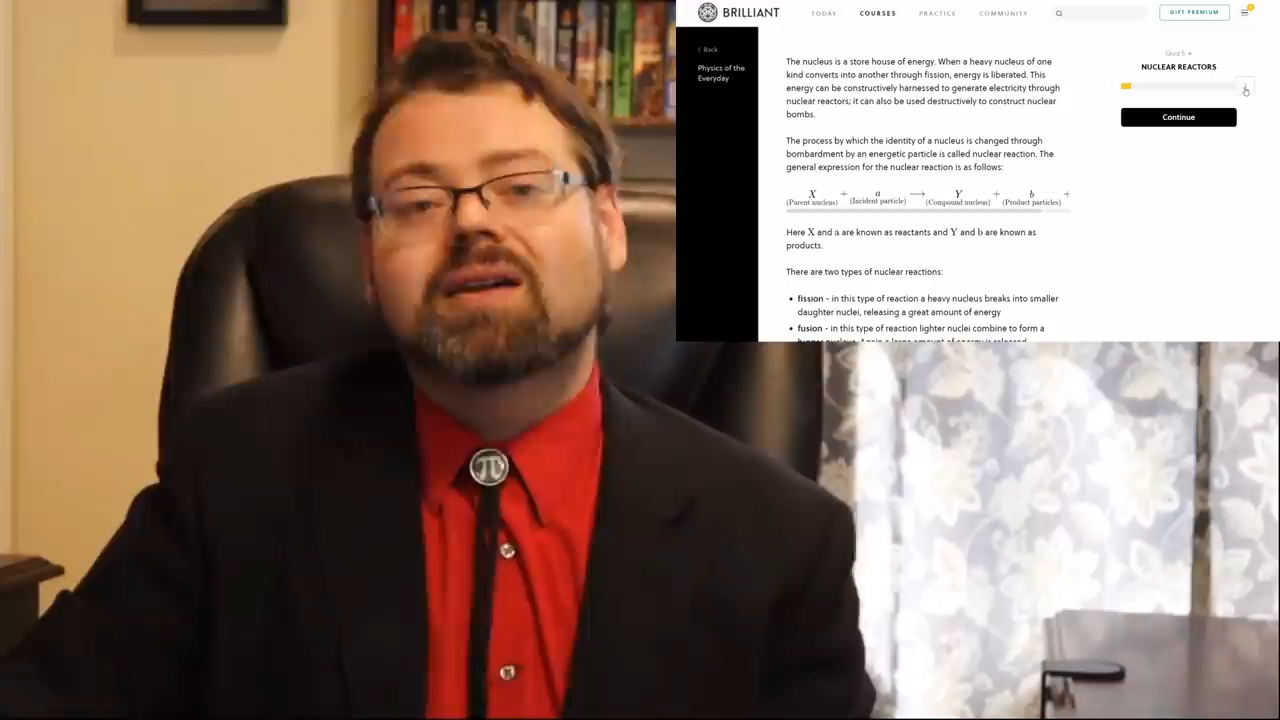 BRILLIANT
TODAY COURSES PRACTICE COMMUNITY
GIFT PREMIUM
Back
Physics of the
Everyday
The nucleus is a store house of energy. When a heavy nucleus of one
kind converts into another through fission, energy is liberated. This
energy can be constructively harnessed to generate electricity through
nuclear reactors; it can also be used destructively to construct nuclear
bombs.
The process by which the identity of a nucleus is changed through
bombardment by an energetic particle is called nuclear reaction. The
general expression for the nuclear reaction is as follows:
X + a ⟶ Y + b +
(Parent nucleus) (Incident particle) (Compound nucleus) (Product particles)
Here X and a are known as reactants and Y and b are known as
products.
There are two types of nuclear reactions:
• fission - in this type of reaction a heavy nucleus breaks into smaller
daughter nuclei, releasing a great amount of energy
• fusion - in this type of reaction lighter nuclei combine to form a
Quiz 5
NUCLEAR REACTORS
Continue
π